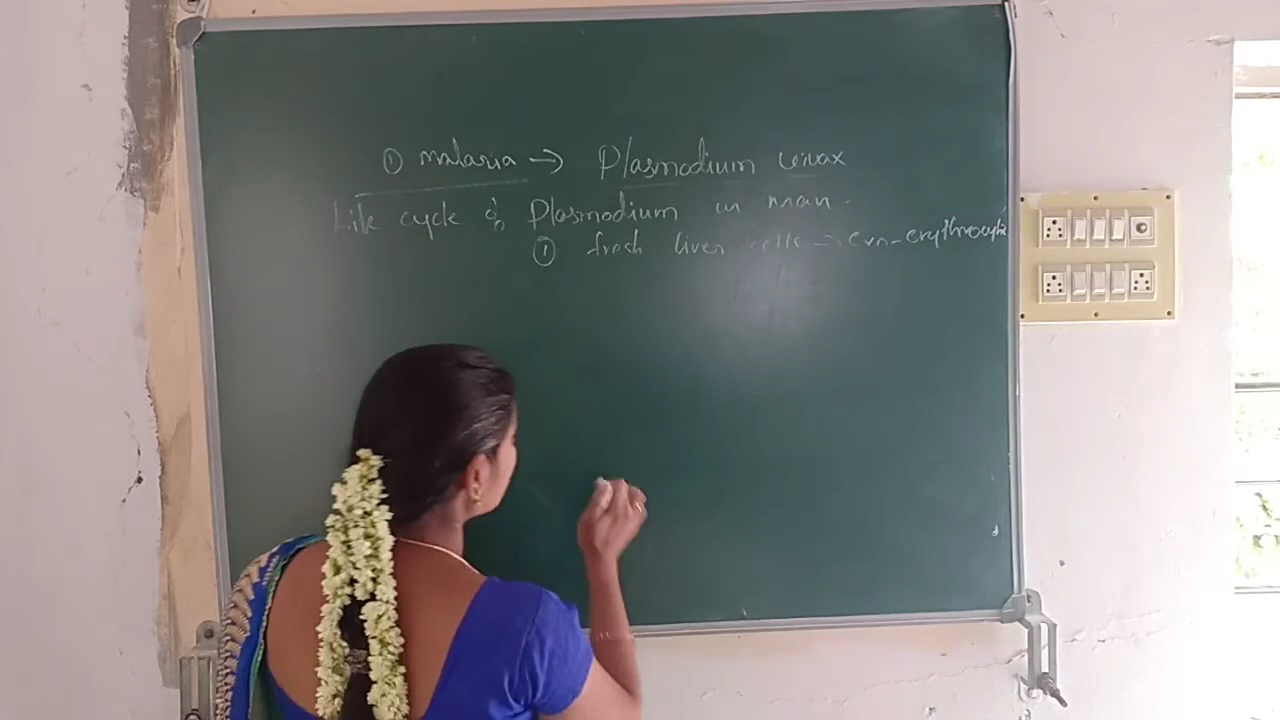 ① malaria → Plasmodium vivax
Life cycle of Plasmodium in man.
① fresh liver cells → exo-erythrocytic